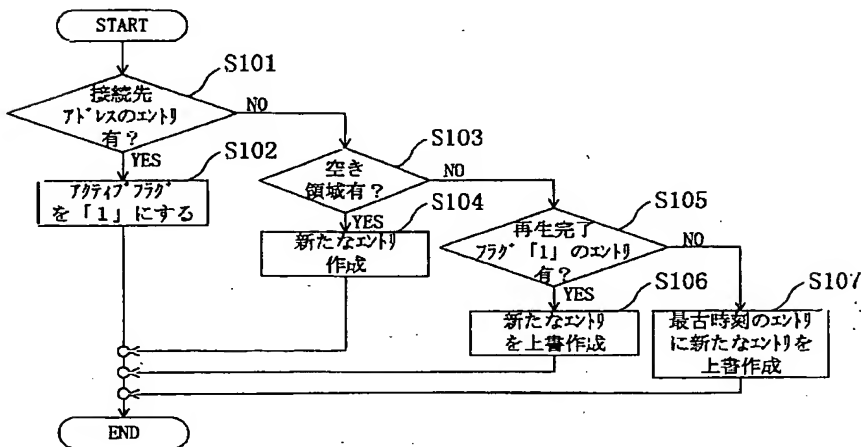 START
S101
接続先
アドレスのエントリ
有?
NO
YES
S102
アクティブフラグ
を「1」にする
S103
空き
領域有?
NO
YES
S104
新たなエントリ
作成
S105
再生完了
フラグ「1」のエントリ
有?
NO
YES
S106
新たなエントリ
を上書作成
S107
最古時刻のエントリ
に新たなエントリを
上書作成
END